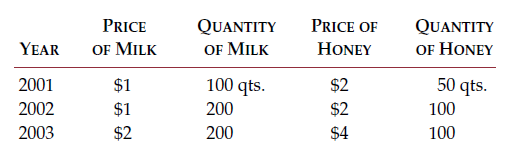 PRICE QUANTITY PRICE OF QUANTITY
YEAR OF MILK OF MILK HONEY OF HONEY
2001 $1 100 qts. $2 50 qts.
2002 $1 200 $2 100
2003 $2 200 $4 100